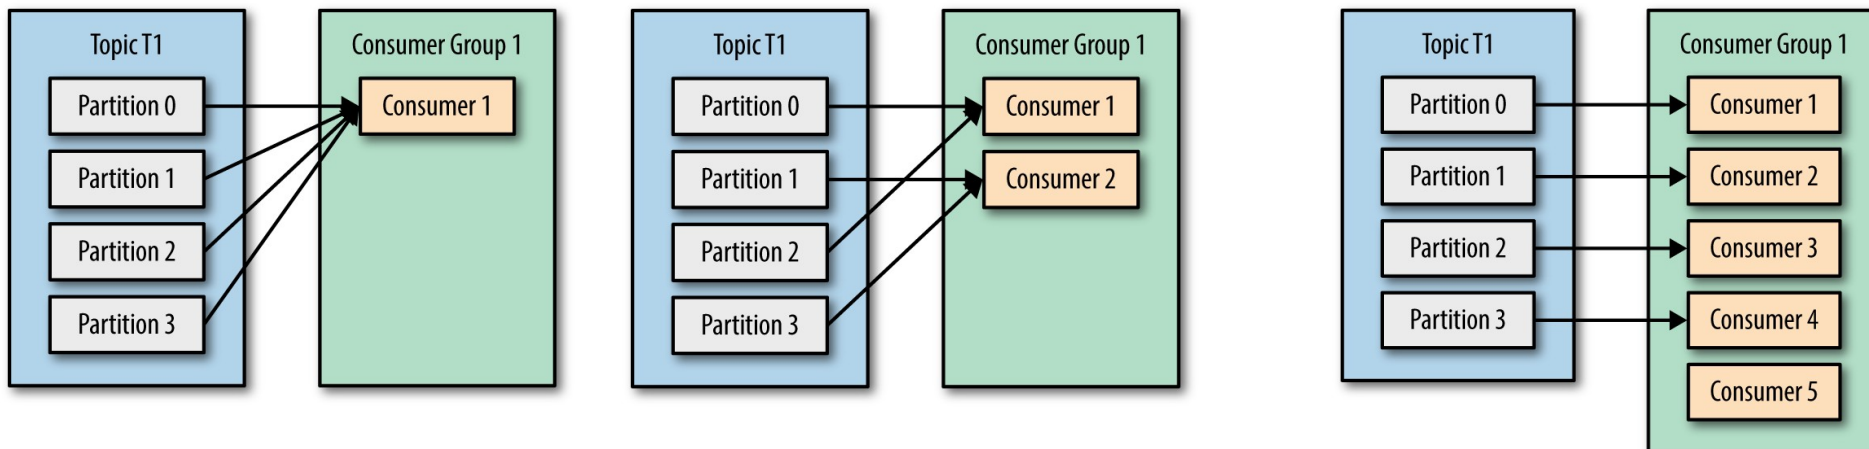 Topic T1
Partition 0
Partition 1
Partition 2
Partition 3
Consumer Group 1
Consumer 1
Topic T1
Partition 0
Partition 1
Partition 2
Partition 3
Consumer Group 1
Consumer 1
Consumer 2
Topic T1
Partition 0
Partition 1
Partition 2
Partition 3
Consumer Group 1
Consumer 1
Consumer 2
Consumer 3
Consumer 4
Consumer 5